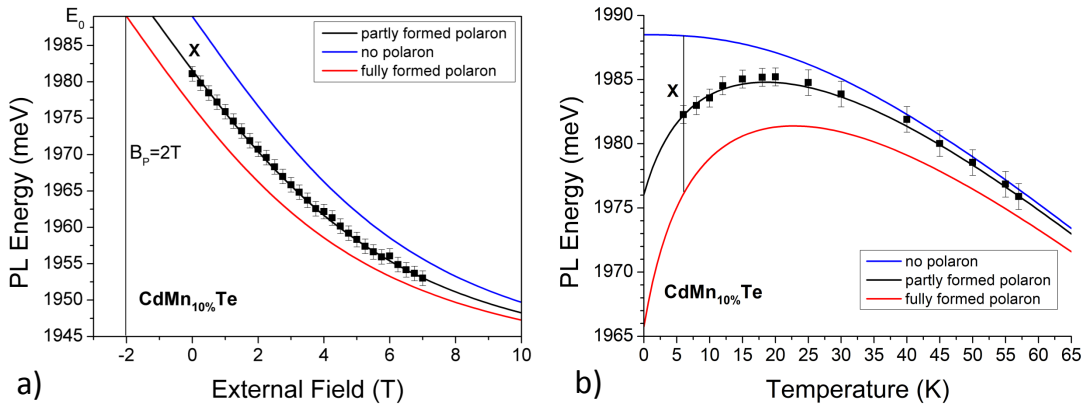 E₀
1985
1980
1975
1970
1965
1960
1955
1950
1945
PL Energy (meV)
X
partly formed polaron
no polaron
fully formed polaron
B_P=2T
CdMn₁₀%Te
-2
0
2
4
6
8
10
External Field (T)
a)
1990
1985
1980
1975
1970
1965
PL Energy (meV)
X
CdMn₁₀%Te
no polaron
partly formed polaron
fully formed polaron
0
5
10
15
20
25
30
35
40
45
50
55
60
65
Temperature (K)
b)